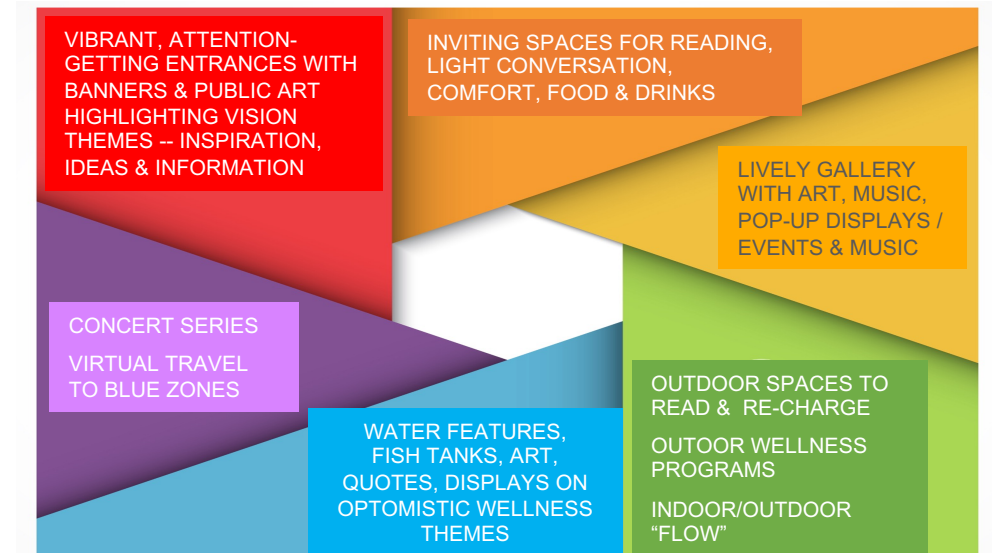 VIBRANT, ATTENTION-
GETTING ENTRANCES WITH
BANNERS & PUBLIC ART
HIGHLIGHTING VISION
THEMES -- INSPIRATION,
IDEAS & INFORMATION
INVITING SPACES FOR READING,
LIGHT CONVERSATION,
COMFORT, FOOD & DRINKS
LIVELY GALLERY
WITH ART, MUSIC,
POP-UP DISPLAYS /
EVENTS & MUSIC
CONCERT SERIES
VIRTUAL TRAVEL
TO BLUE ZONES
WATER FEATURES,
FISH TANKS, ART,
QUOTES, DISPLAYS ON
OPTOMISTIC WELLNESS
THEMES
OUTDOOR SPACES TO
READ & RE-CHARGE
OUTOOR WELLNESS
PROGRAMS
INDOOR/OUTDOOR
“FLOW”